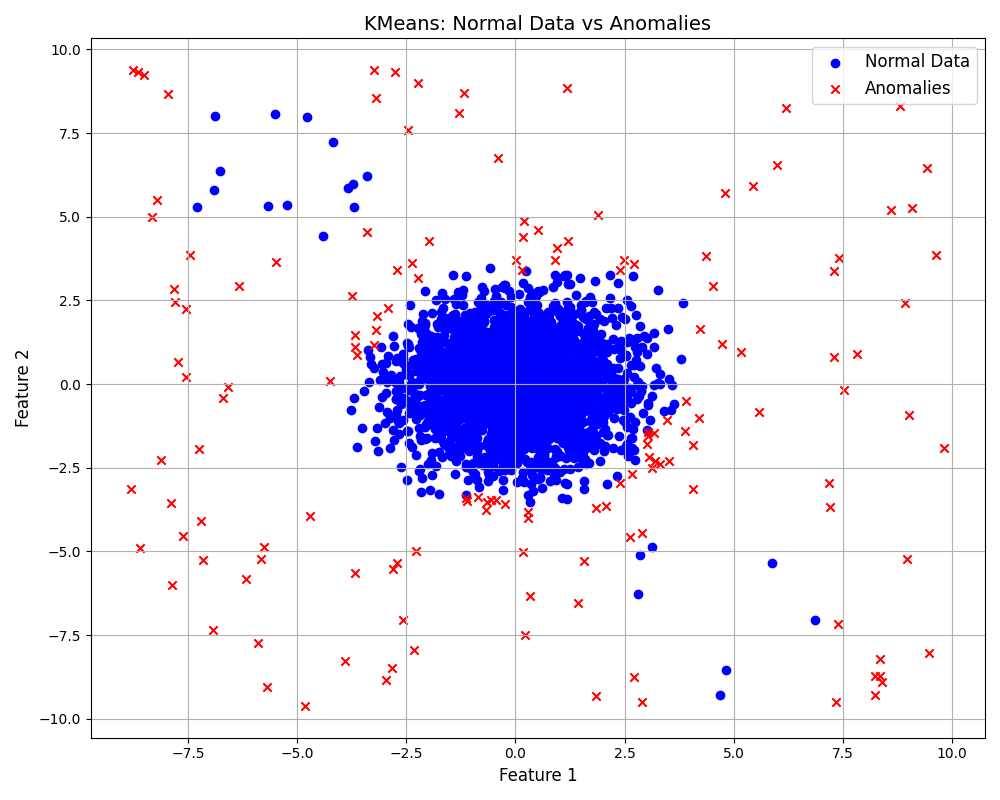 KMeans: Normal Data vs Anomalies
Normal Data
Anomalies
10.0
7.5
5.0
2.5
0.0
−2.5
−5.0
−7.5
−10.0
Feature 2
−7.5 −5.0 −2.5 0.0 2.5 5.0 7.5 10.0
Feature 1